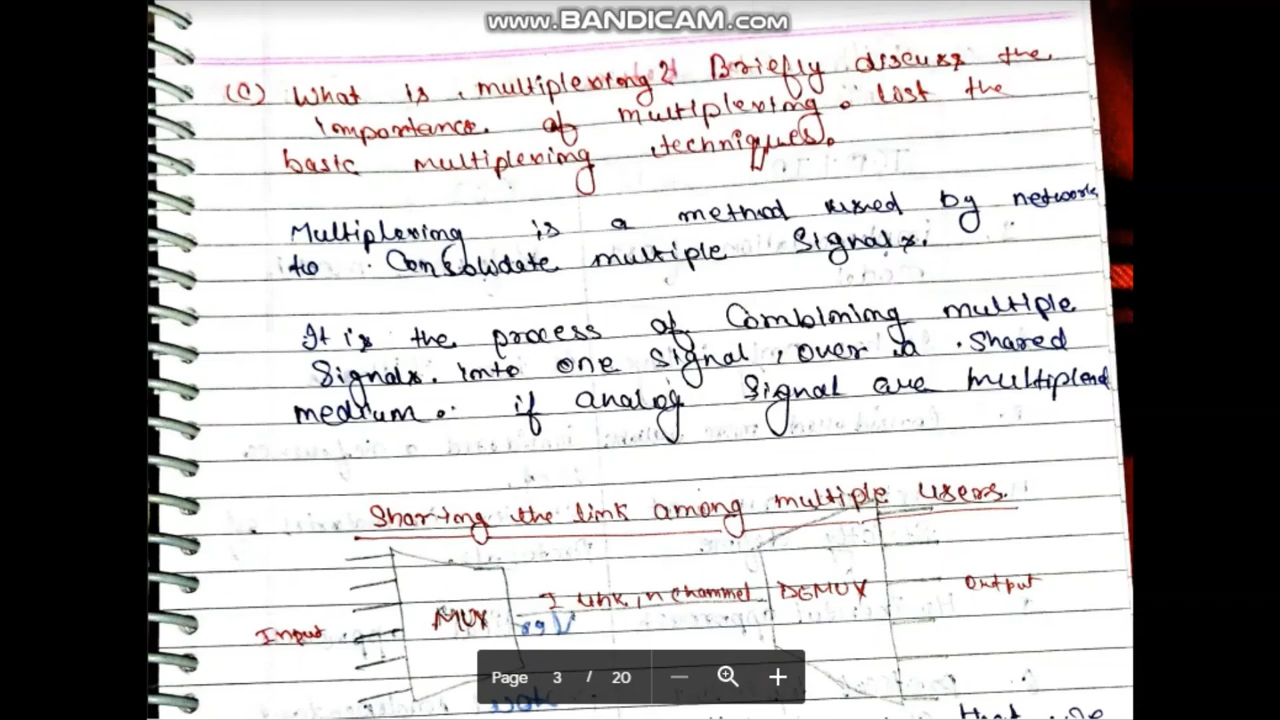 www.BANDICAM.com
(c) What is multiplexing? Briefly discuss the
importance of multiplexing. List the
basic multiplexing techniques.
Multiplexing is a method used by networks
to Consolidate multiple Signals.
It is the process of Combining multiple
Signals into one signal, over a shared
medium. if analog signal are multiplexed
Sharing the link among multiple users.
Input MUX 1 link, n channel DEMUX Output
Page 3 / 20